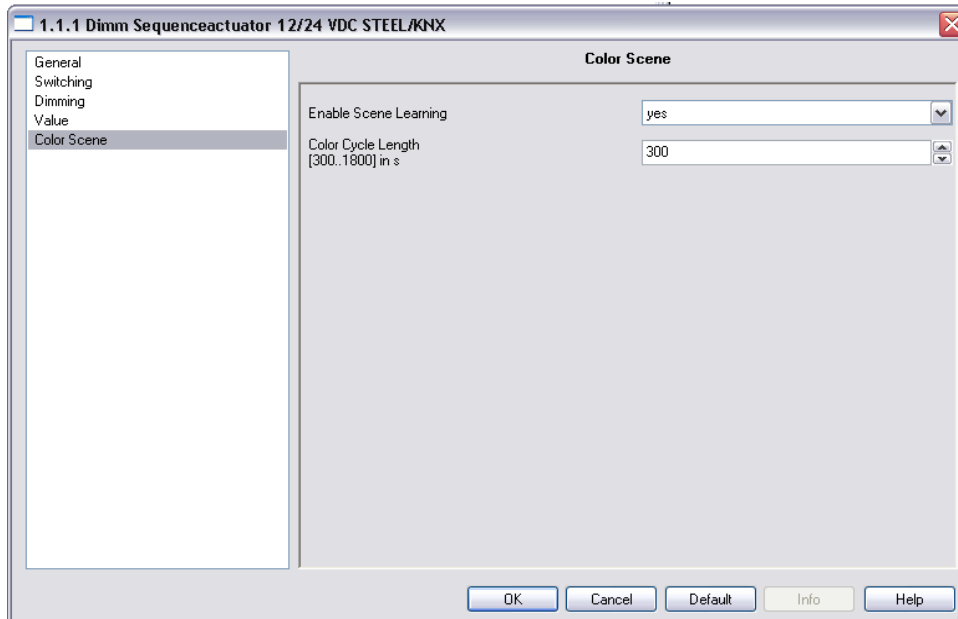 1.1.1 Dimm Sequenceactuator 12/24 VDC STEEL/KNX
General
Switching
Dimming
Value
Color Scene
Color Scene
Enable Scene Learning
yes
Color Cycle Length
[300..1800] in s
300
OK
Cancel
Default
Info
Help